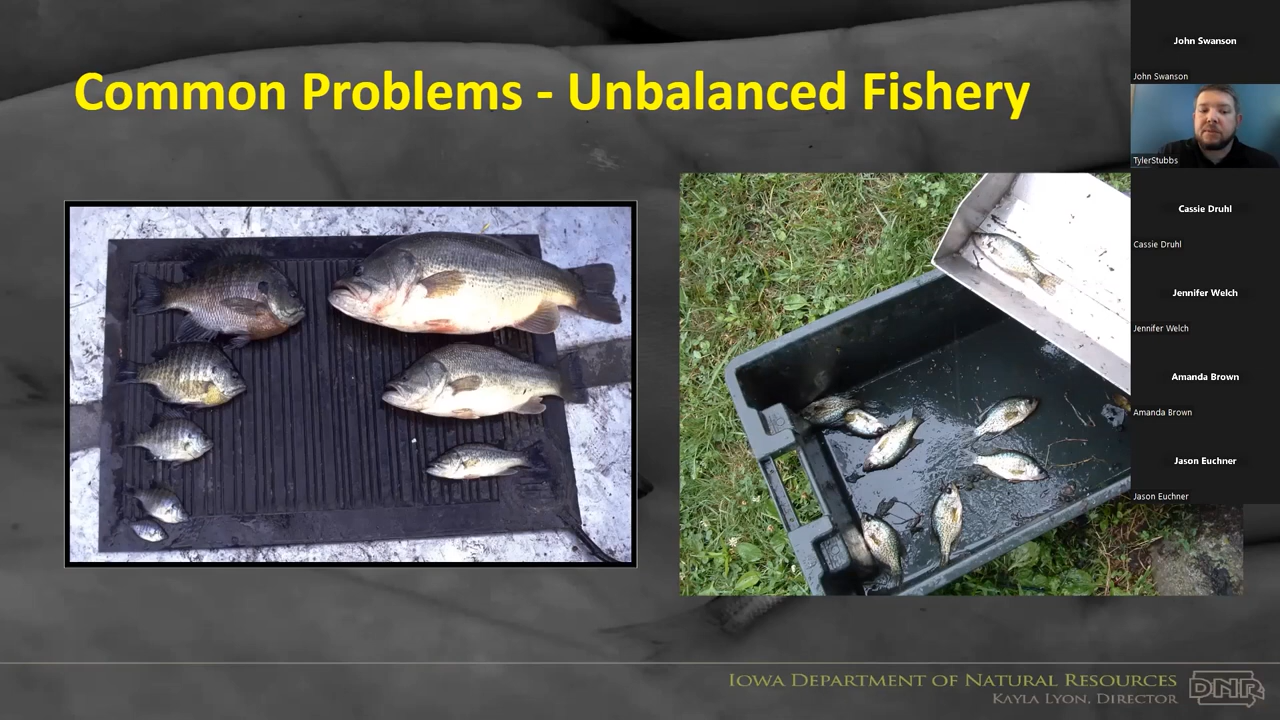 Common Problems - Unbalanced Fishery
John Swanson
John Swanson
TylerStubbs
Cassie Druhl
Cassie Druhl
Jennifer Welch
Jennifer Welch
Amanda Brown
Amanda Brown
Jason Euchner
Jason Euchner
IOWA DEPARTMENT OF NATURAL RESOURCES
KAYLA LYON, DIRECTOR
DNR